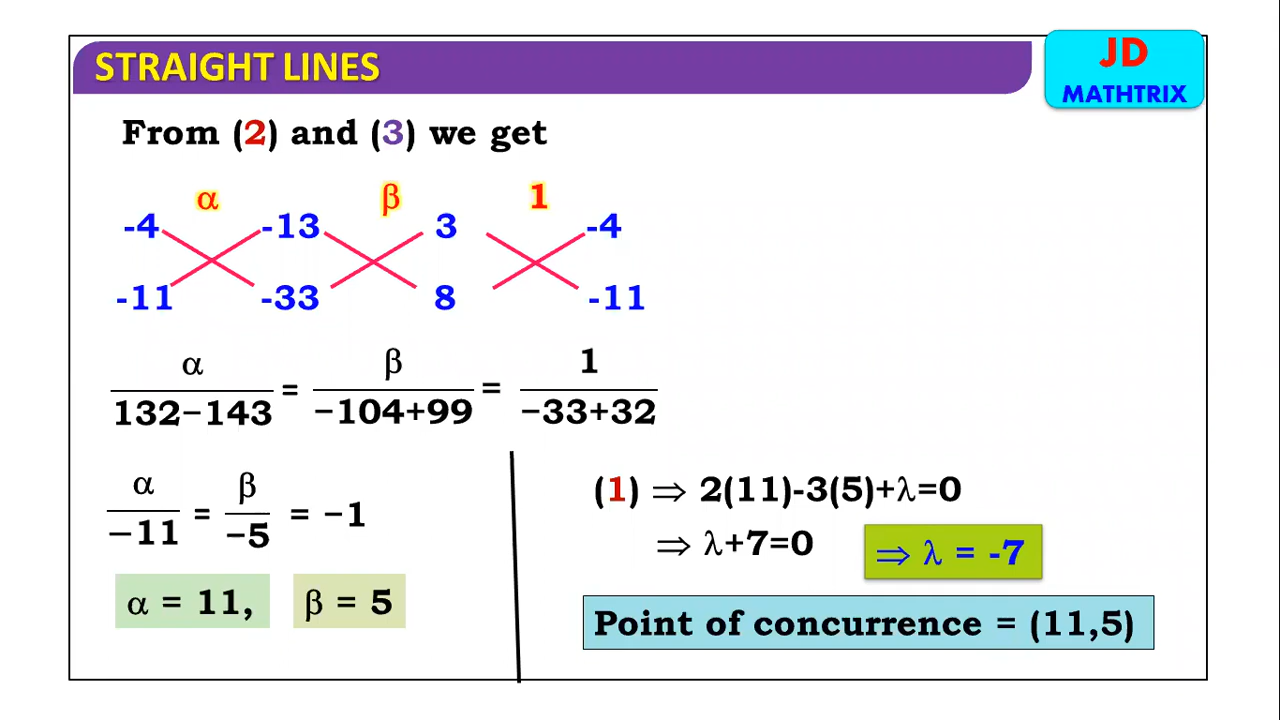 STRAIGHT LINES
JD
MATHTRIX
From (2) and (3) we get
α β 1
-4 -13 3 -4
-11 -33 8 -11
α/(132−143) = β/(−104+99) = 1/(−33+32)
α/−11 = β/−5 = −1
α = 11, β = 5
(1) ⇒ 2(11)-3(5)+λ=0
⇒ λ+7=0 ⇒ λ = -7
Point of concurrence = (11,5)